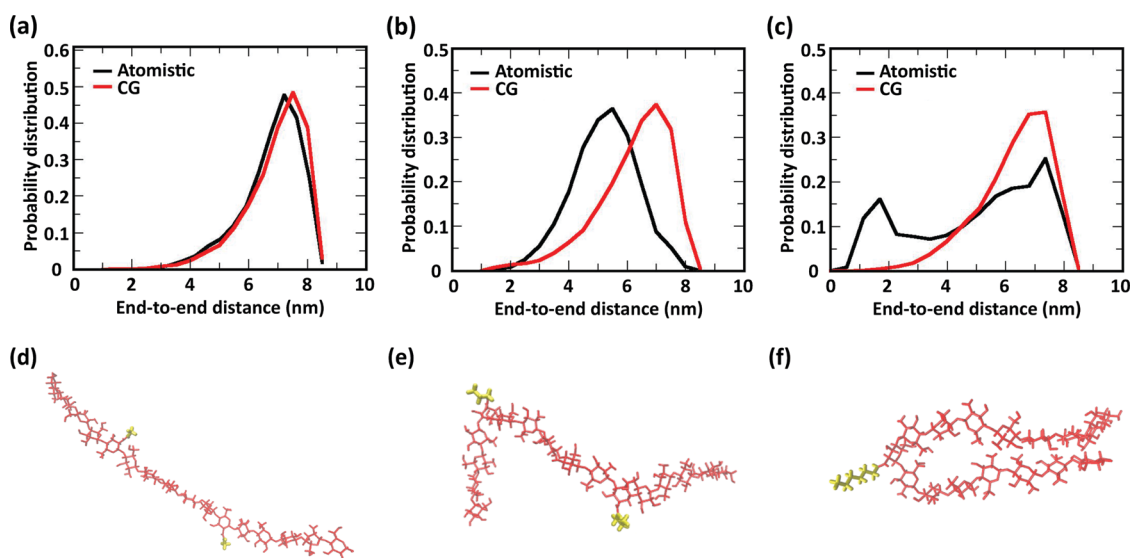 (a)
0.6
0.5
0.4
0.3
0.2
0.1
0
Probability distribution
Atomistic
CG
0 2 4 6 8 10
End-to-end distance (nm)
(b)
0.5
0.4
0.3
0.2
0.1
0
Probability distribution
Atomistic
CG
0 2 4 6 8 10
End-to-end distance (nm)
(c)
0.5
0.4
0.3
0.2
0.1
0
Probability distribution
Atomistic
CG
0 2 4 6 8 10
End-to-end distance (nm)
(d)
(e)
(f)